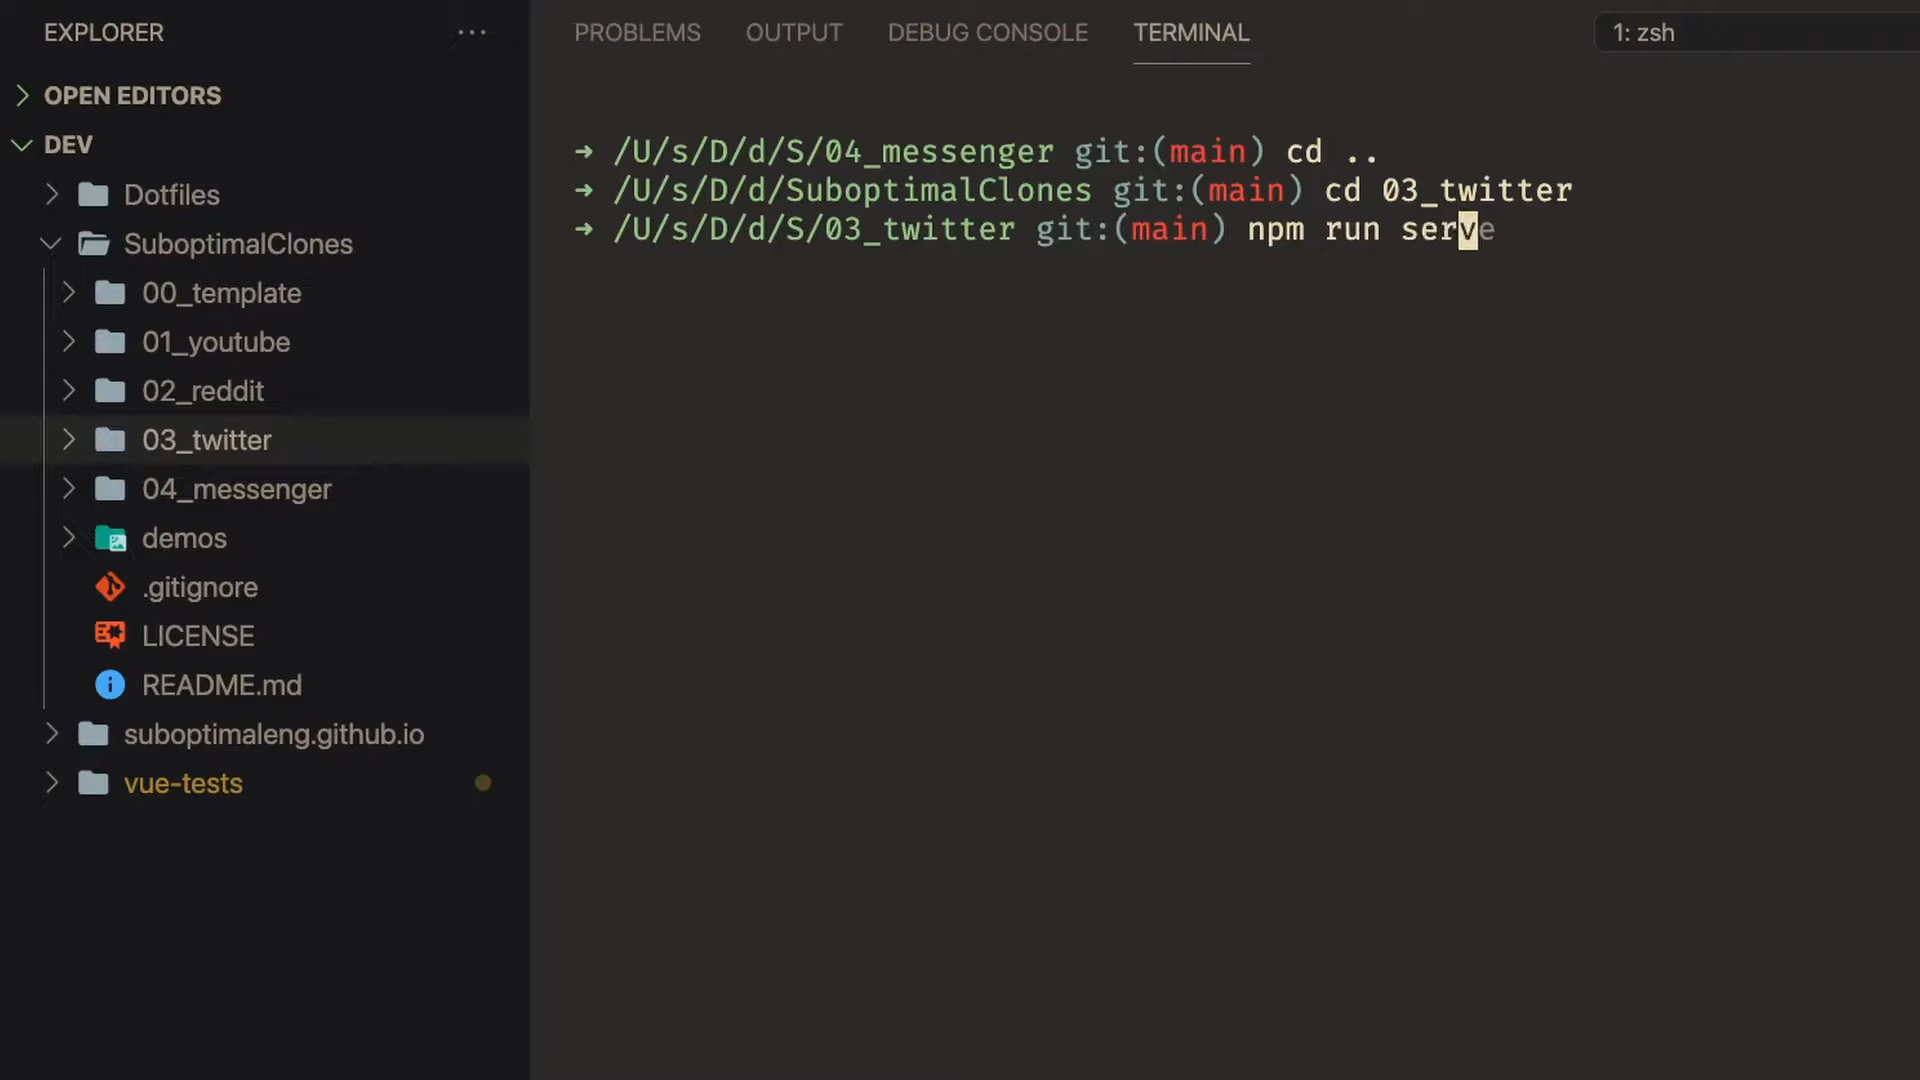 EXPLORER
OPEN EDITORS
DEV
Dotfiles
SuboptimalClones
00_template
01_youtube
02_reddit
03_twitter
04_messenger
demos
.gitignore
LICENSE
README.md
suboptimaleng.github.io
vue-tests
PROBLEMS OUTPUT DEBUG CONSOLE TERMINAL 1: zsh
➜ /U/s/D/d/S/04_messenger git:(main) cd ..
➜ /U/s/D/d/SuboptimalClones git:(main) cd 03_twitter
➜ /U/s/D/d/S/03_twitter git:(main) npm run serve